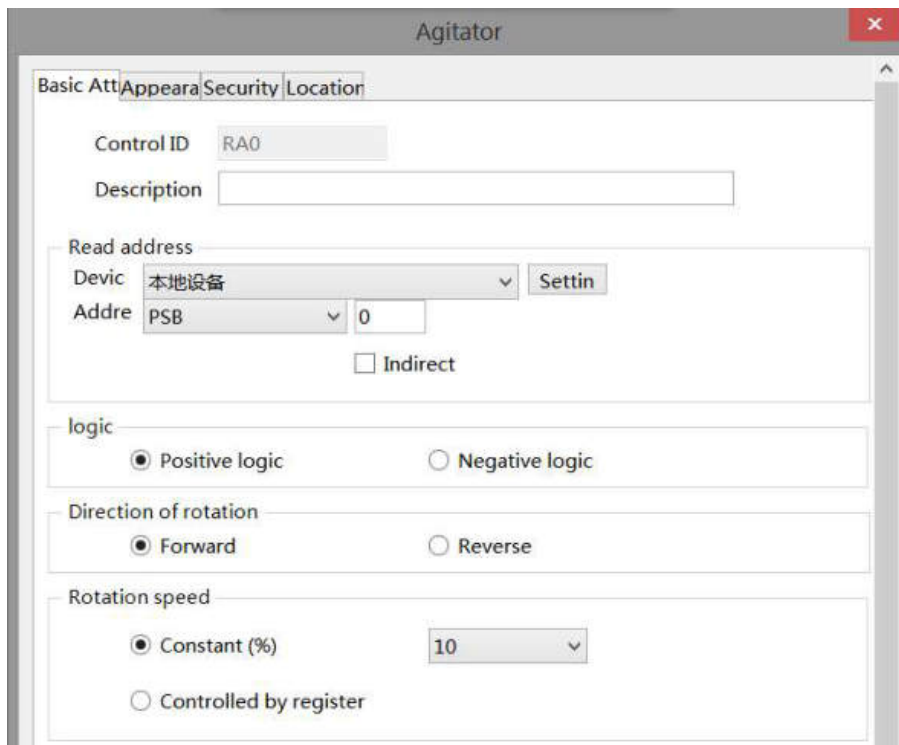 Agitator
Basic Att Appeara Security Location
Control ID RA0
Description
Read address
Devic 本地设备 Settin
Addre PSB 0
Indirect
logic
Positive logic Negative logic
Direction of rotation
Forward Reverse
Rotation speed
Constant (%) 10
Controlled by register